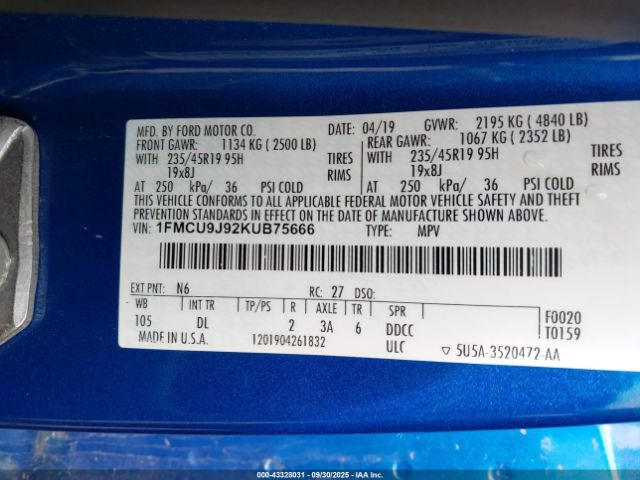 MFD. BY FORD MOTOR CO. DATE: 04/19 GVWR: 2195 KG ( 4840 LB)
FRONT GAWR: 1134 KG ( 2500 LB) REAR GAWR: 1067 KG ( 2352 LB)
WITH 235/45R19 95H TIRES WITH 235/45R19 95H TIRES
19x8J RIMS 19x8J RIMS
AT 250 kPa/ 36 PSI COLD AT 250 kPa/ 36 PSI COLD
THIS VEHICLE CONFORMS TO ALL APPLICABLE FEDERAL MOTOR VEHICLE SAFETY AND THEFT
PREVENTION STANDARDS IN EFFECT ON THE DATE OF MANUFACTURE SHOWN ABOVE.
VIN: 1FMCU9J92KUB75666 TYPE: MPV
EXT PNT: N6 RC: 27 DSO:
WB INT TR TP/PS R AXLE TR SPR F0020
105 DL 2 3A 6 DDCC T0159
MADE IN U.S.A. 1201904261832 ULC ▽ 5U5A-3520472-AA
000-43328031 - 09/30/2025 - IAA Inc.